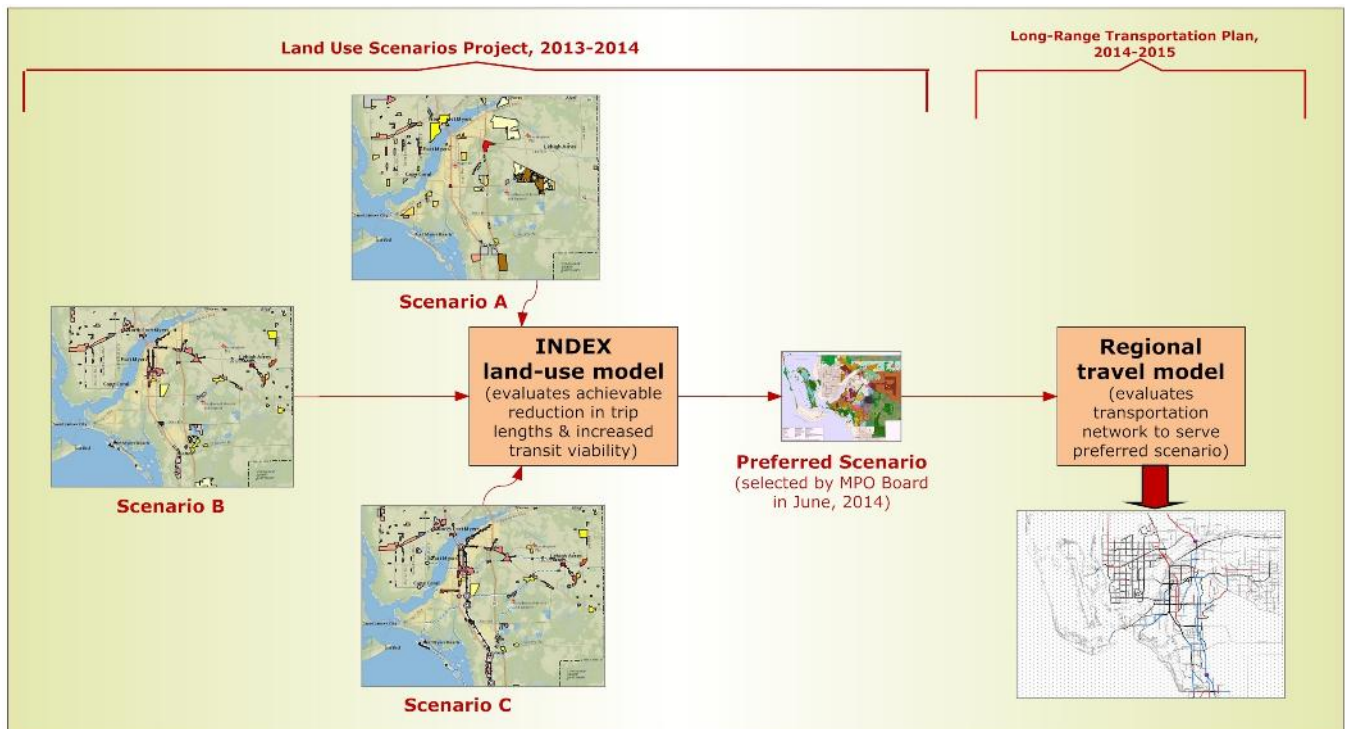 Land Use Scenarios Project, 2013-2014
Long-Range Transportation Plan,
2014-2015
Scenario A
Scenario B
Scenario C
INDEX
land-use model
(evaluates achievable
reduction in trip
lengths & increased
transit viability)
Preferred Scenario
(selected by MPO Board
in June, 2014)
Regional
travel model
(evaluates
transportation
network to serve
preferred scenario)